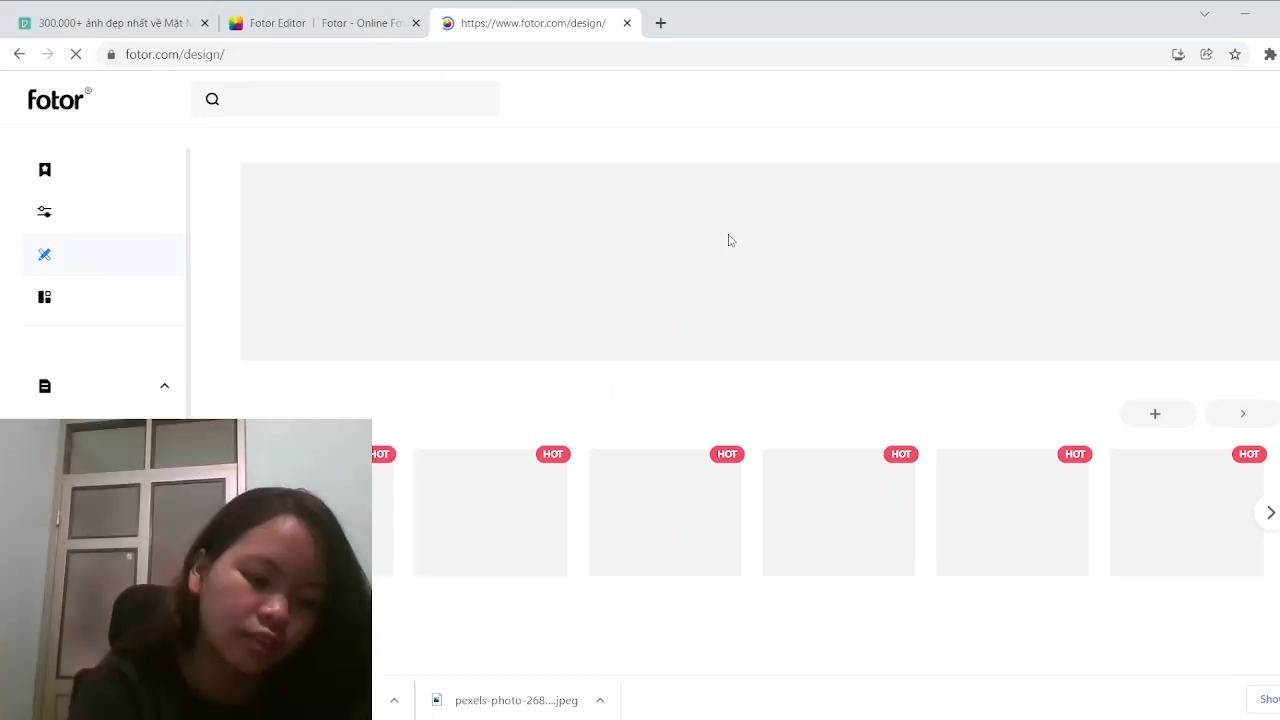 300.000+ ảnh đẹp nhất về Mặt M
Fotor Editor | Fotor - Online Fo
https://www.fotor.com/design/
fotor.com/design/
fotor®
HOT
HOT
HOT
HOT
HOT
HOT
pexels-photo-268....jpeg
Sho